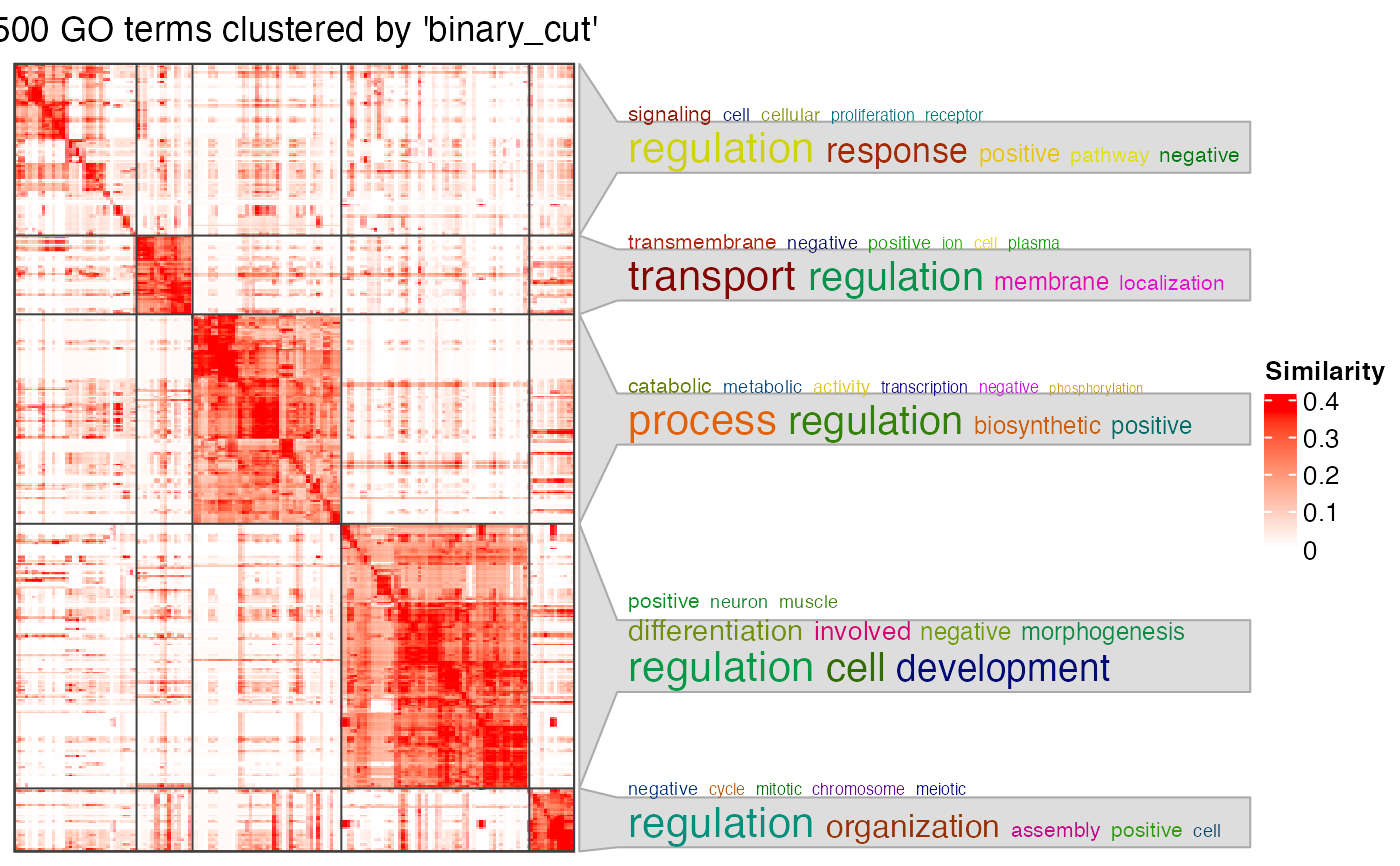 500 GO terms clustered by 'binary_cut'
signaling cell cellular proliferation receptor
regulation response positive pathway negative
transmembrane negative positive ion cell plasma
transport regulation membrane localization
catabolic metabolic activity transcription negative phosphorylation
process regulation biosynthetic positive
positive neuron muscle
differentiation involved negative morphogenesis
regulation cell development
negative cycle mitotic chromosome meiotic
regulation organization assembly positive cell
Similarity
0.4
0.3
0.2
0.1
0